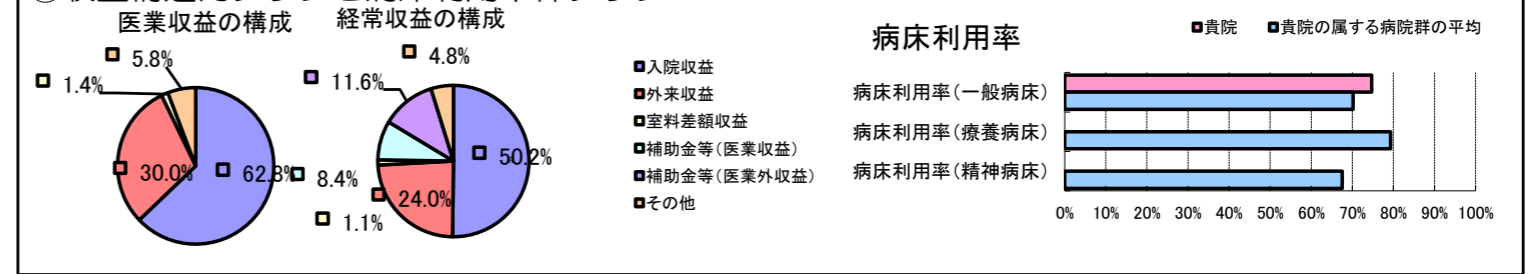 医業収益の構成
経常収益の構成
5.8%
1.4%
30.0%
62.8%
4.8%
11.6%
8.4%
1.1%
24.0%
50.2%
入院収益
外来収益
室料差額収益
補助金等(医業収益)
補助金等(医業外収益)
その他
病床利用率
貴院 貴院の属する病院群の平均
病床利用率(一般病床)
病床利用率(療養病床)
病床利用率(精神病床)
0% 10% 20% 30% 40% 50% 60% 70% 80% 90% 100%